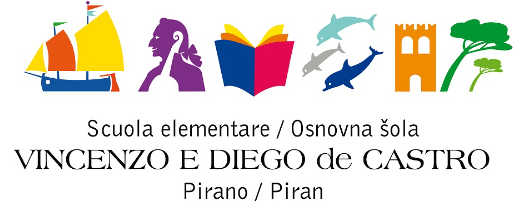 Scuola elementare / Osnovna šola
VINCENZO E DIEGO de CASTRO
Pirano / Piran